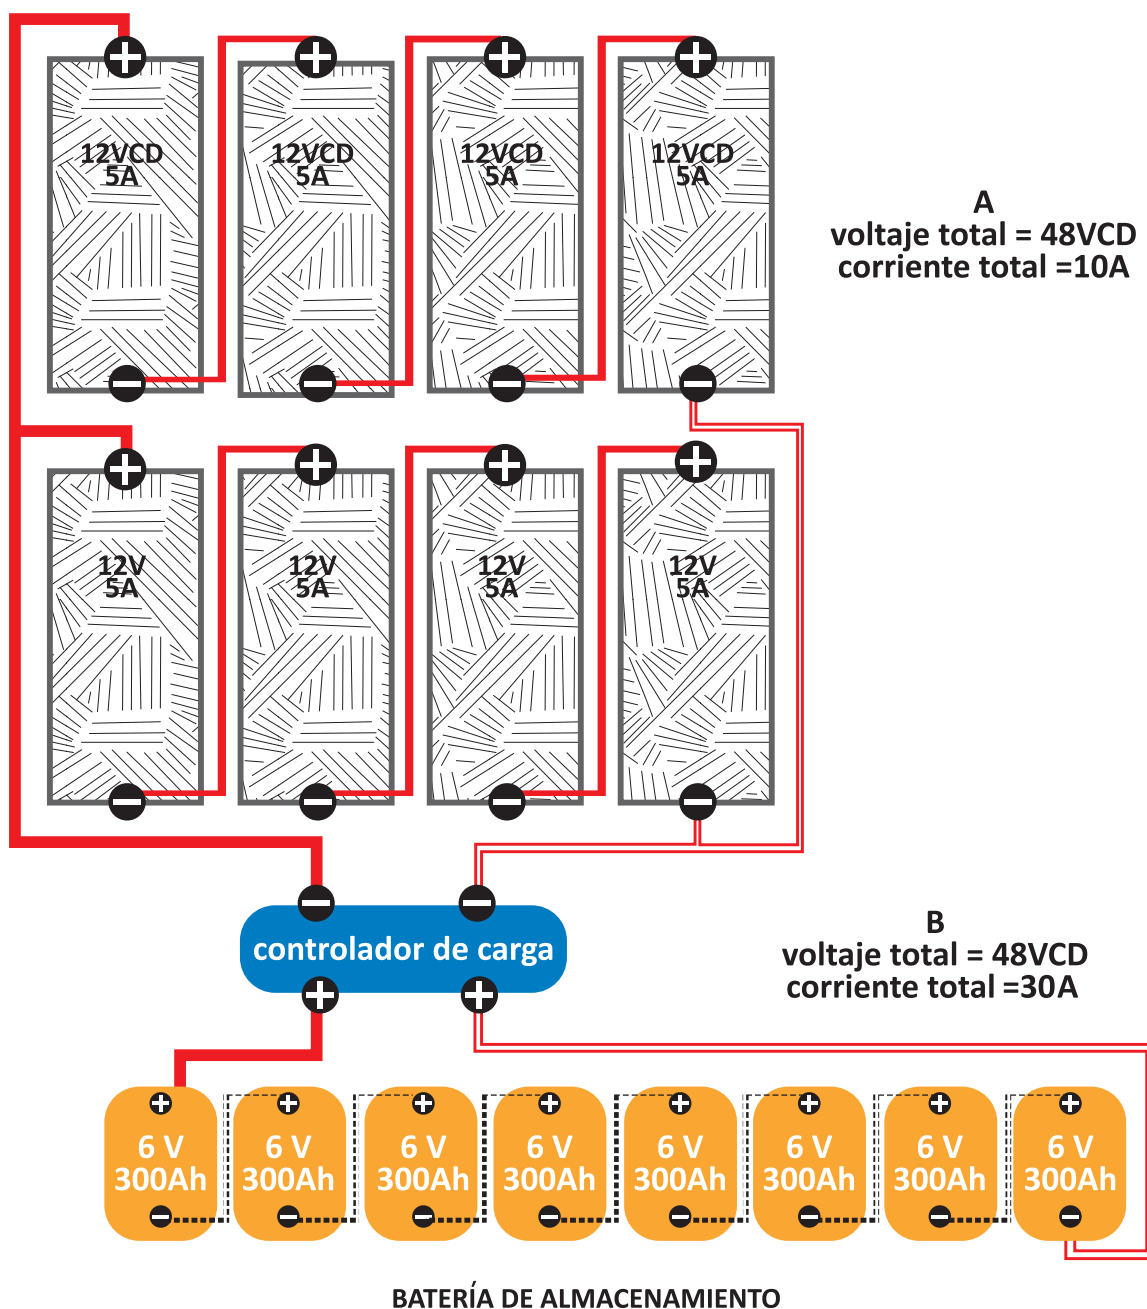 12VCD
5A
12VCD
5A
12VCD
5A
12VCD
5A
A
voltaje total = 48VCD
corriente total =10A
12V
5A
12V
5A
12V
5A
12V
5A
controlador de carga
B
voltaje total = 48VCD
corriente total =30A
6 V
300Ah
6 V
300Ah
6 V
300Ah
6 V
300Ah
6 V
300Ah
6 V
300Ah
6 V
300Ah
6 V
300Ah
BATERÍA DE ALMACENAMIENTO